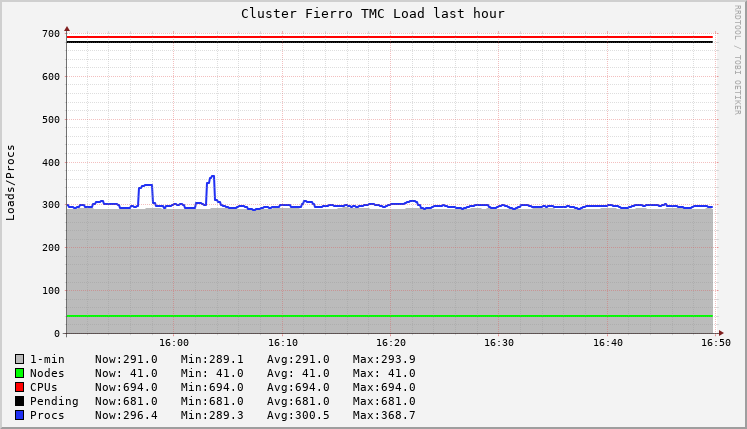 Cluster Fierro TMC Load last hour
RRDTOOL / TOBI OETIKER
Loads/Procs
700
600
500
400
300
200
100
0
16:00 16:10 16:20 16:30 16:40 16:50
1-min Now:291.0 Min:289.1 Avg:291.0 Max:293.9
Nodes Now: 41.0 Min: 41.0 Avg: 41.0 Max: 41.0
CPUs Now:694.0 Min:694.0 Avg:694.0 Max:694.0
Pending Now:681.0 Min:681.0 Avg:681.0 Max:681.0
Procs Now:296.4 Min:289.3 Avg:300.5 Max:368.7